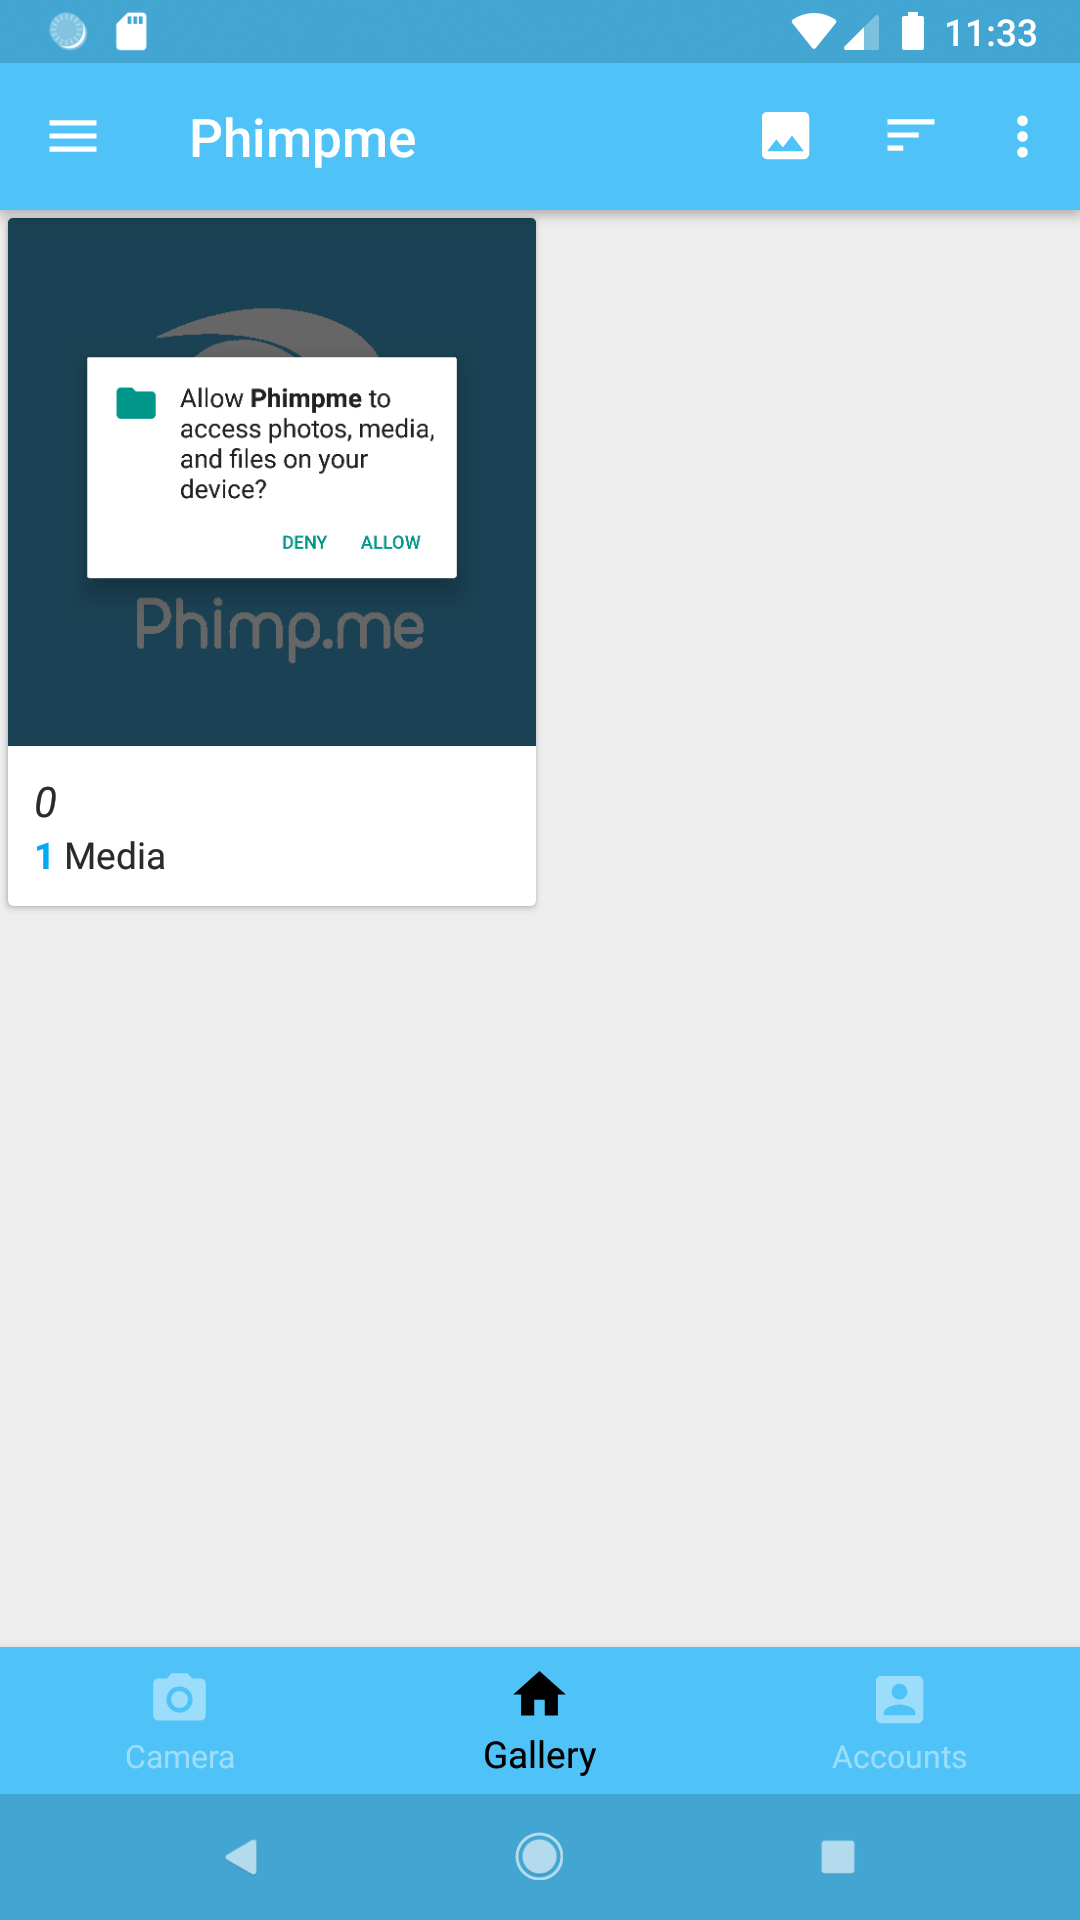 11:33
Phimpme
Allow Phimpme to
access photos, media,
and files on your
device?
DENY ALLOW
Phimp.me
0
1 Media
Camera Gallery Accounts